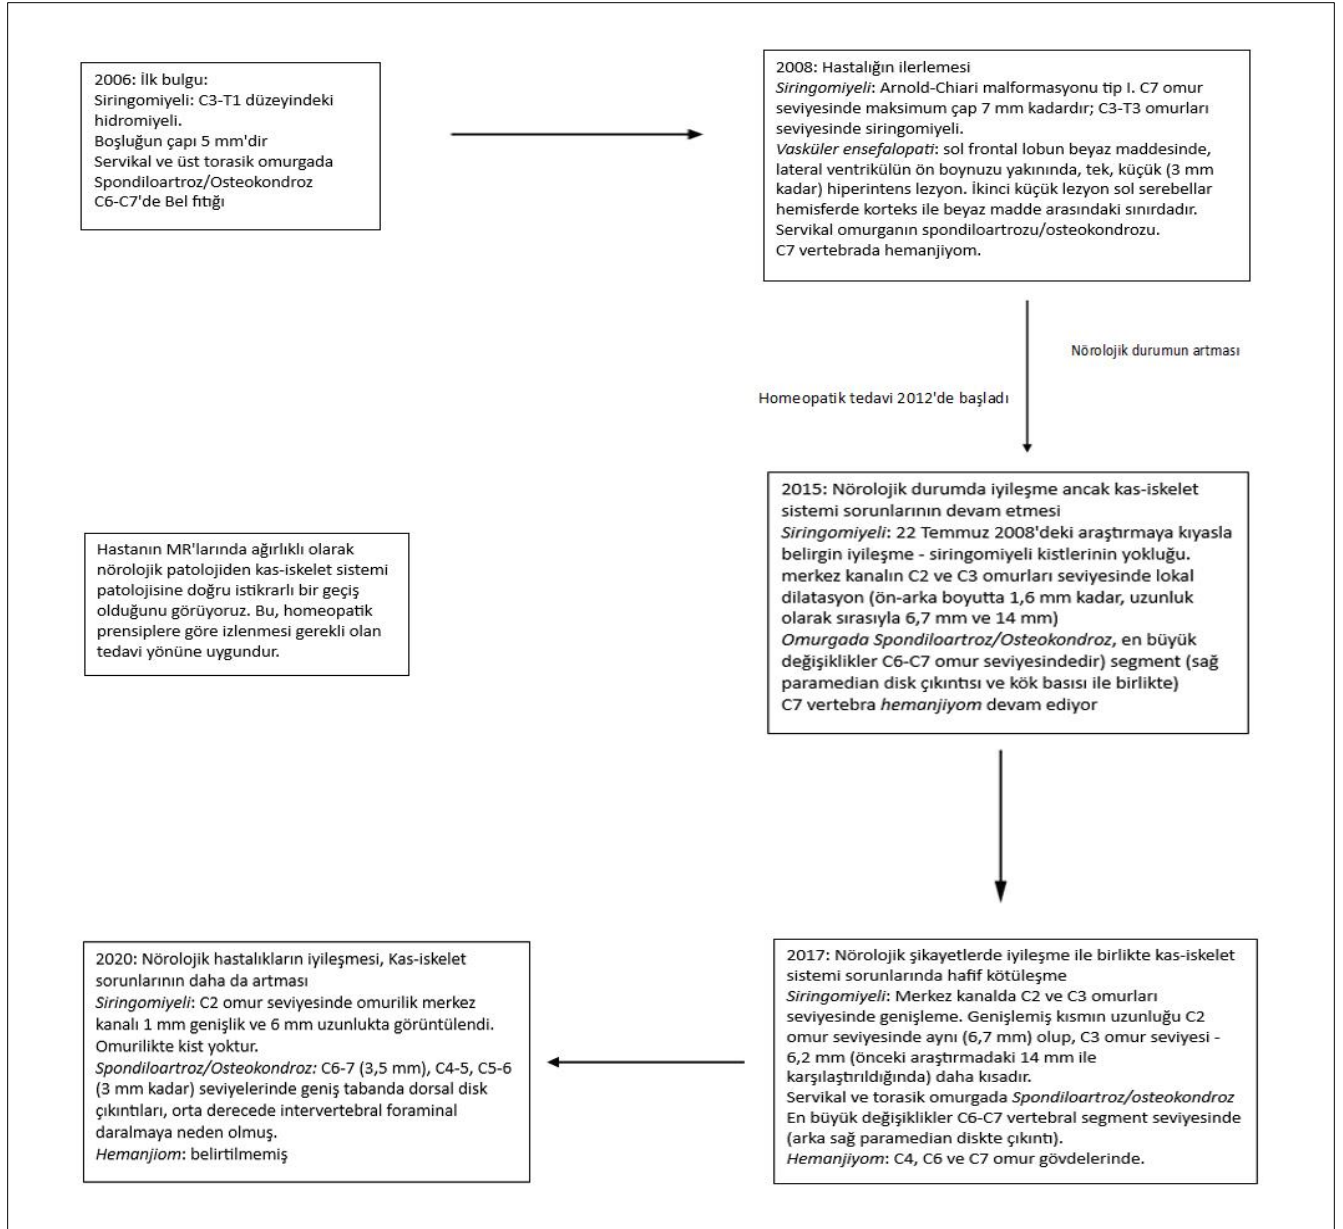 2006: İlk bulgu:
Siringomiyeli: C3-T1 düzeyindeki
hidromiyeli.
Boşluğun çapı 5 mm'dir
Servikal ve üst torasik omurgada
Spondiloartroz/Osteokondroz
C6-C7'de Bel fıtığı
2008: Hastalığın ilerlemesi
Siringomiyeli: Arnold-Chiari malformasyonu tip I. C7 omur
seviyesinde maksimum çap 7 mm kadardır; C3-T3 omurları
seviyesinde siringomiyeli.
Vasküler ensefalopati: sol frontal lobun beyaz maddesinde,
lateral ventrikülün ön boynuzu yakınında, tek, küçük (3 mm
kadar) hiperintens lezyon. İkinci küçük lezyon sol serebellar
hemisferde korteks ile beyaz madde arasındaki sınırdadır.
Servikal omurganın spondiloartrozu/osteokondrozu.
C7 vertebrada hemanjiyom.
Nörolojik durumun artması
Homeopatik tedavi 2012'de başladı
2015: Nörolojik durumda iyileşme ancak kas-iskelet
sistemi sorunlarının devam etmesi
Siringomiyeli: 22 Temmuz 2008'deki araştırmaya kıyasla
belirgin iyileşme - siringomiyeli kistlerinin yokluğu.
merkez kanalın C2 ve C3 omurları seviyesinde lokal
dilatasyon (ön-arka boyutta 1,6 mm kadar, uzunluk
olarak sırasıyla 6,7 mm ve 14 mm)
Omurgada Spondiloartroz/Osteokondroz, en büyük
değişiklikler C6-C7 omur seviyesindedir) segment (sağ
paramedian disk çıkıntısı ve kök basısı ile birlikte)
C7 vertebra hemanjiyom devam ediyor
Hastanın MR'larında ağırlıklı olarak
nörolojik patolojiden kas-iskelet sistemi
patolojisine doğru istikrarlı bir geçiş
olduğunu görüyoruz. Bu, homeopatik
prensiplere göre izlenmesi gerekli olan
tedavi yönüne uygundur.
2017: Nörolojik şikayetlerde iyileşme ile birlikte kas-iskelet
sistemi sorunlarında hafif kötüleşme
Siringomiyeli: Merkez kanalda C2 ve C3 omurları
seviyesinde genişleme. Genişlemiş kısmın uzunluğu C2
omur seviyesinde aynı (6,7 mm) olup, C3 omur seviyesi -
6,2 mm (önceki araştırmadaki 14 mm ile
karşılaştırıldığında) daha kısadır.
Servikal ve torasik omurgada Spondiloartroz/osteokondroz
En büyük değişiklikler C6-C7 vertebral segment seviyesinde
(arka sağ paramedian diskte çıkıntı).
Hemanjiyom: C4, C6 ve C7 omur gövdelerinde.
2020: Nörolojik hastalıkların iyileşmesi, Kas-iskelet
sorunlarının daha da artması
Siringomiyeli: C2 omur seviyesinde omurilik merkez
kanalı 1 mm genişlik ve 6 mm uzunlukta görüntülendi.
Omurilikte kist yoktur.
Spondiloartroz/Osteokondroz: C6-7 (3,5 mm), C4-5, C5-6
(3 mm kadar) seviyelerinde geniş tabanda dorsal disk
çıkıntıları, orta derecede intervertebral foraminal
daralmaya neden olmuş.
Hemanjiom: belirtilmemiş